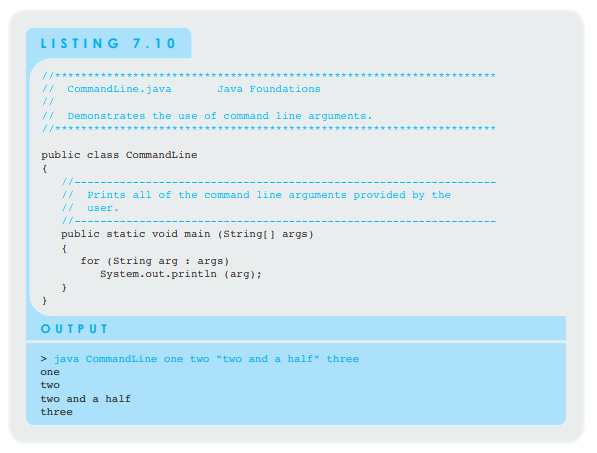 LISTING 7.10
//********************************************************************
//  CommandLine.java       Java Foundations
//
//  Demonstrates the use of command line arguments.
//********************************************************************
public class CommandLine
{
   //-----------------------------------------------------------------
   //  Prints all of the command line arguments provided by the
   //  user.
   //-----------------------------------------------------------------
   public static void main (String[] args)
   {
      for (String arg : args)
         System.out.println (arg);
   }
}
OUTPUT
> java CommandLine one two "two and a half" three
one
two
two and a half
three